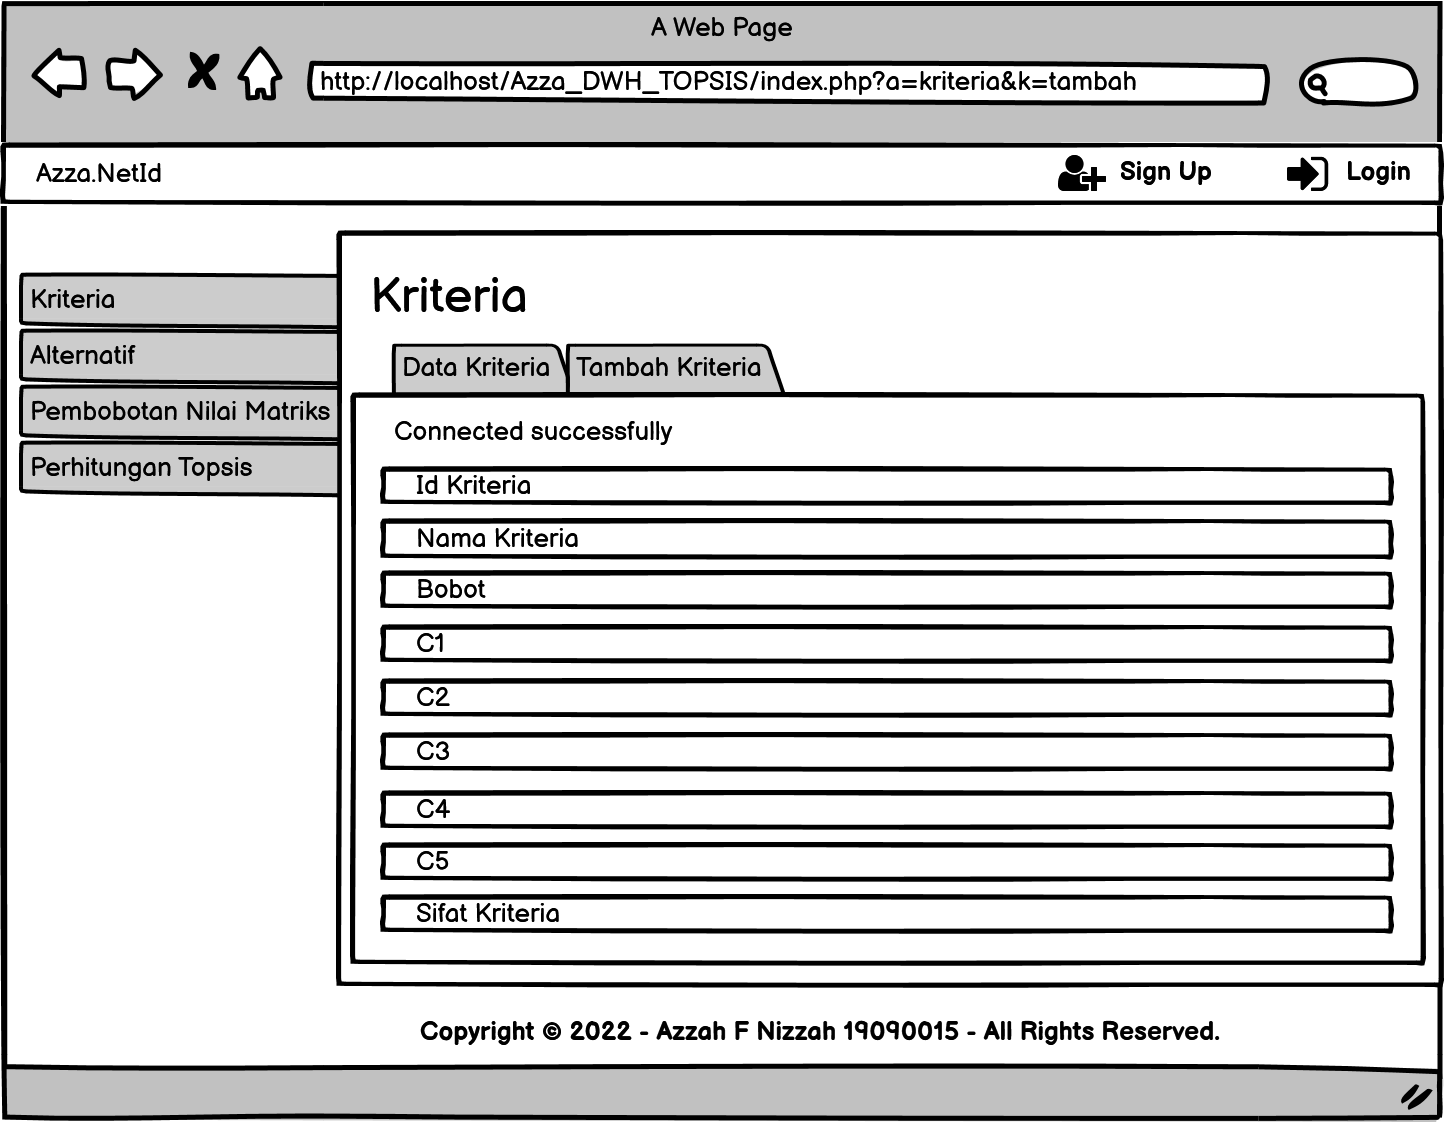 A Web Page
http://localhost/Azza_DWH_TOPSIS/index.php?a=kriteria&k=tambah
Azza.NetId
Sign Up
Login
Kriteria
Alternatif
Pembobotan Nilai Matriks
Perhitungan Topsis
Kriteria
Data Kriteria
Tambah Kriteria
Connected successfully
Id Kriteria
Nama Kriteria
Bobot
C1
C2
C3
C4
C5
Sifat Kriteria
Copyright © 2022 - Azzah F Nizzah 19090015 - All Rights Reserved.